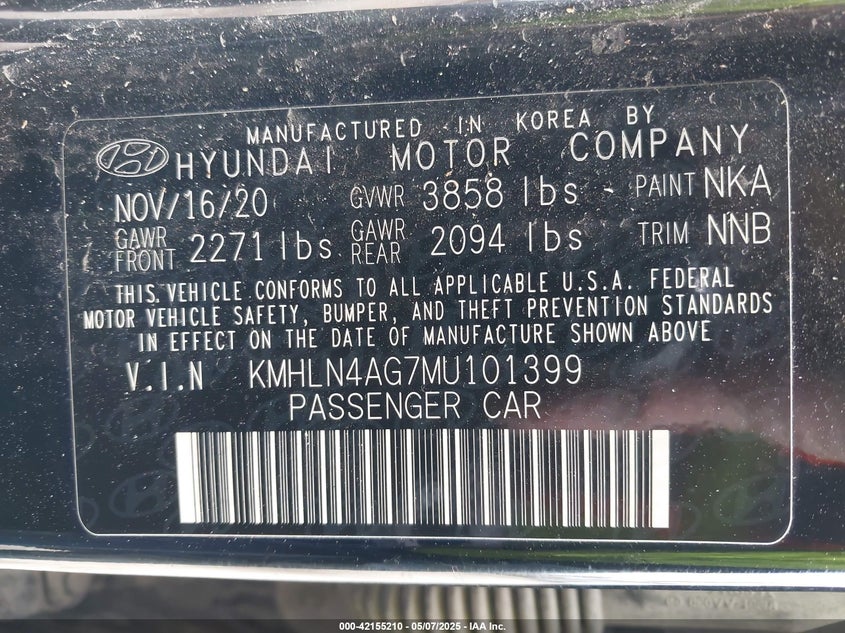 MANUFACTURED IN KOREA BY
HYUNDAI MOTOR COMPANY
NOV/16/20 GVWR 3858 lbs PAINT NKA
GAWR FRONT 2271 lbs GAWR REAR 2094 lbs TRIM NNB
THIS VEHICLE CONFORMS TO ALL APPLICABLE U.S.A. FEDERAL
MOTOR VEHICLE SAFETY, BUMPER, AND THEFT PREVENTION STANDARDS
IN EFFECT ON THE DATE OF MANUFACTURE SHOWN ABOVE
V.I.N KMHLN4AG7MU101399
PASSENGER CAR
000-42155210 - 05/07/2025 - IAA Inc.